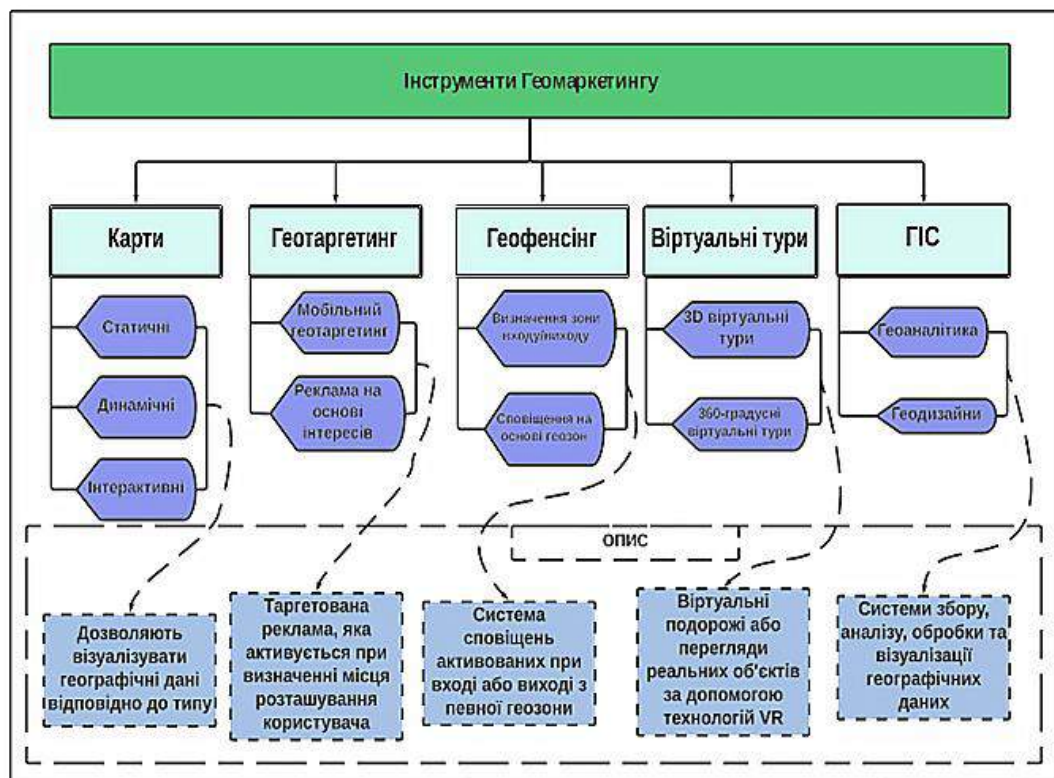 Інструменти Геомаркетингу
Карти
Геотаргетинг
Геофенсінг
Віртуальні тури
ГІС
Статичні
Динамічні
Інтерактивні
Мобільний
геотаргетинг
Реклама на
основі
інтересів
Визначення зони
входу/виходу
Сповіщення на
основі геозон
3D віртуальні
тури
360-градусні
віртуальні тури
Геоаналітика
Геодизайни
ОПИС
Дозволяють
візуалізувати
географічні дані
відповідно до типу
Таргетована
реклама, яка
активується при
визначенні місця
розташування
користувача
Система
сповіщень
активованих при
вході або виході з
певної геозони
Віртуальні
подорожі або
перегляди
реальних об'єктів
за допомогою
технологій VR
Системи збору,
аналізу, обробки та
візуалізації
географічних
даних